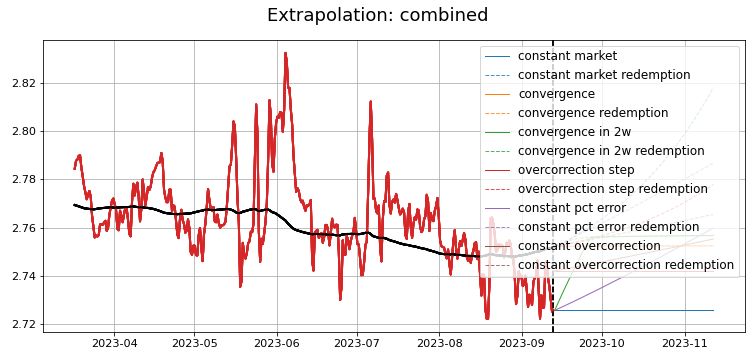 Extrapolation: combined
2.82
2.80
2.78
2.76
2.74
2.72
constant market
constant market redemption
convergence
convergence redemption
convergence in 2w
convergence in 2w redemption
overcorrection step
overcorrection step redemption
constant pct error
constant pct error redemption
constant overcorrection
constant overcorrection redemption
2023-04
2023-05
2023-06
2023-07
2023-08
2023-09
2023-10
2023-11